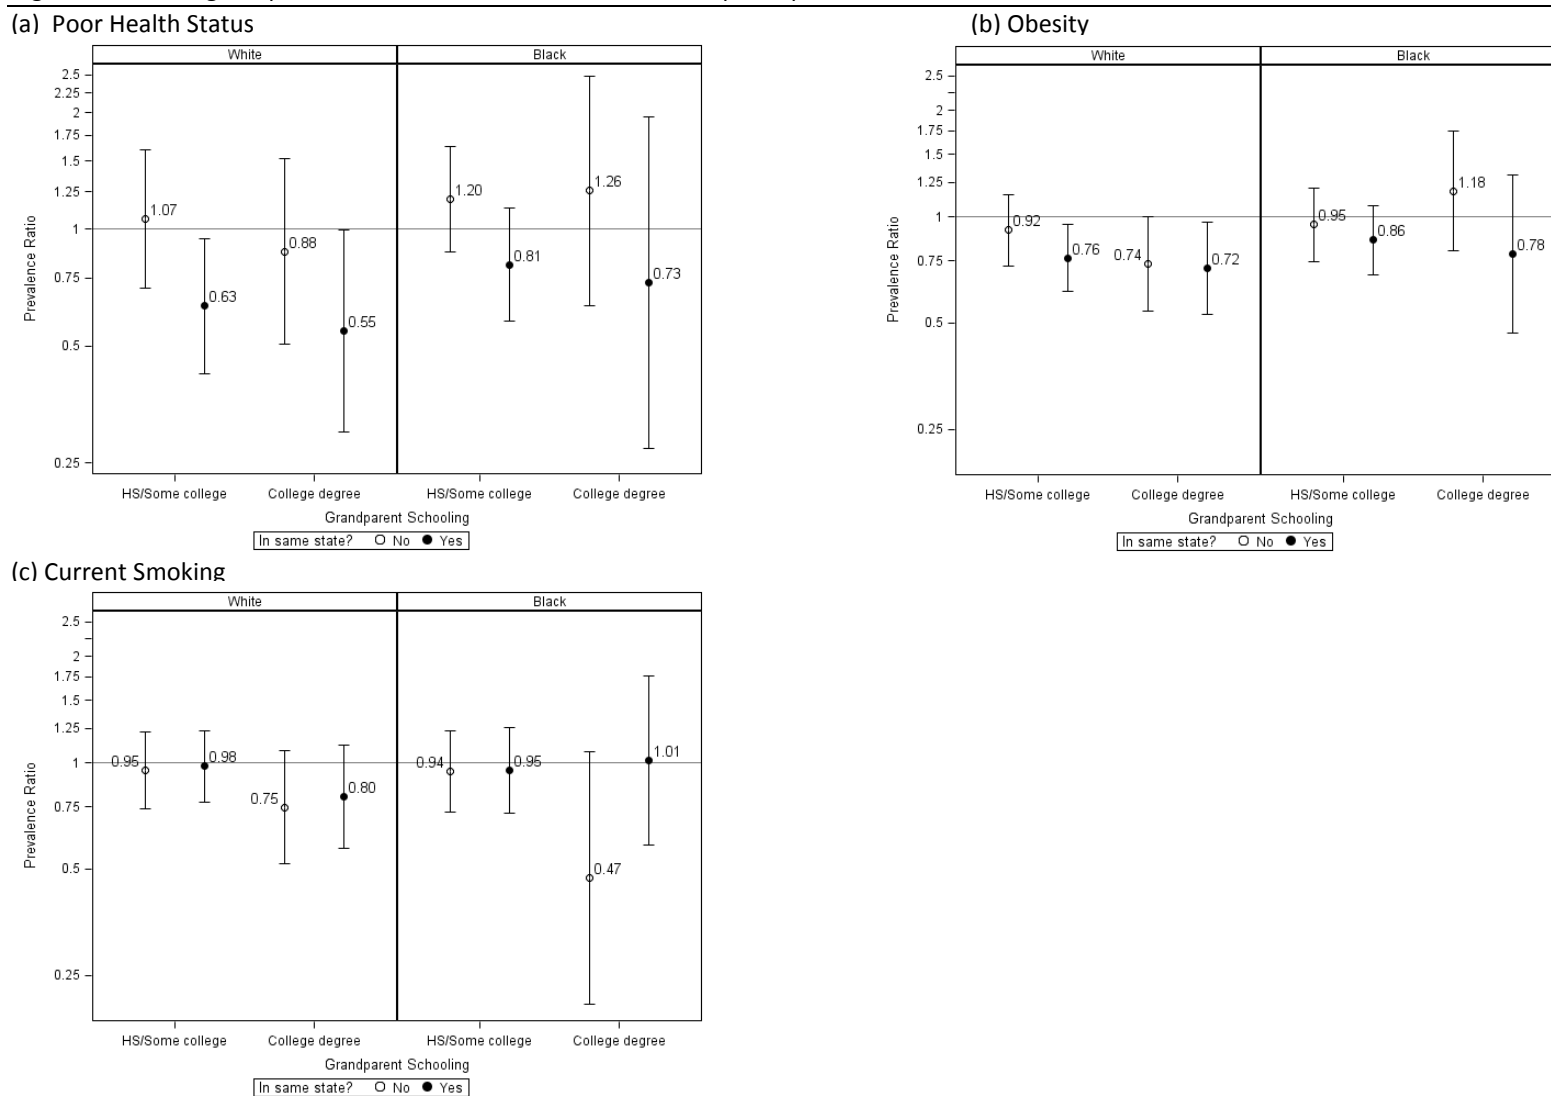 (a) Poor Health Status
White Black
2.5
2.25
2
1.75
1.5
1.25
1
0.75
0.5
0.25
Prevalence Ratio
1.07
0.63
0.88
0.55
1.20
0.81
1.26
0.73
HS/Some college College degree HS/Some college College degree
Grandparent Schooling
In same state? No Yes
(b) Obesity
White Black
2.5
2
1.75
1.5
1.25
1
0.75
0.5
0.25
Prevalence Ratio
0.92
0.76
0.74
0.72
0.95
0.86
1.18
0.78
HS/Some college College degree HS/Some college College degree
Grandparent Schooling
In same state? No Yes
(c) Current Smoking
White Black
2.5
2
1.75
1.5
1.25
1
0.75
0.5
0.25
Prevalence Ratio
0.95
0.98
0.75
0.80
0.94
0.95
0.47
1.01
HS/Some college College degree HS/Some college College degree
Grandparent Schooling
In same state? No Yes